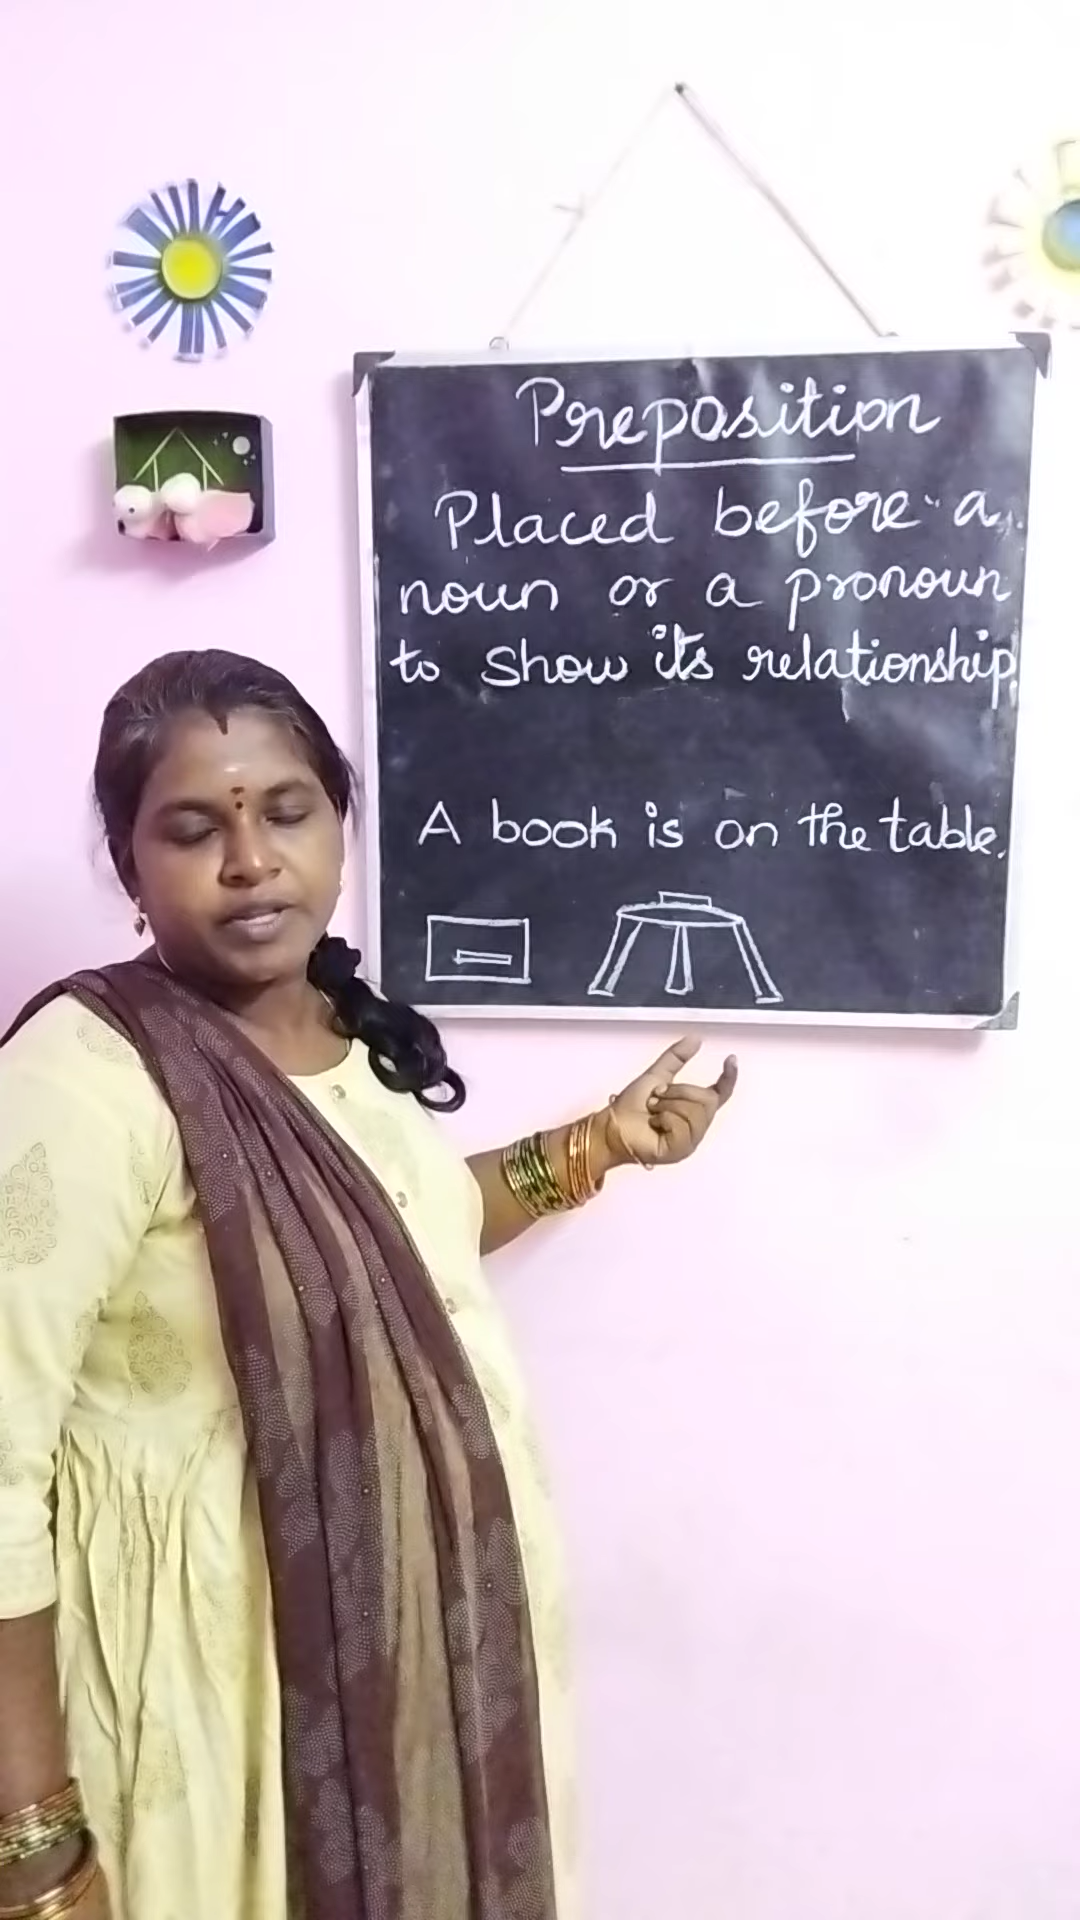 Preposition
Placed before a
noun or a pronoun
to show its relationship.
A book is on the table.